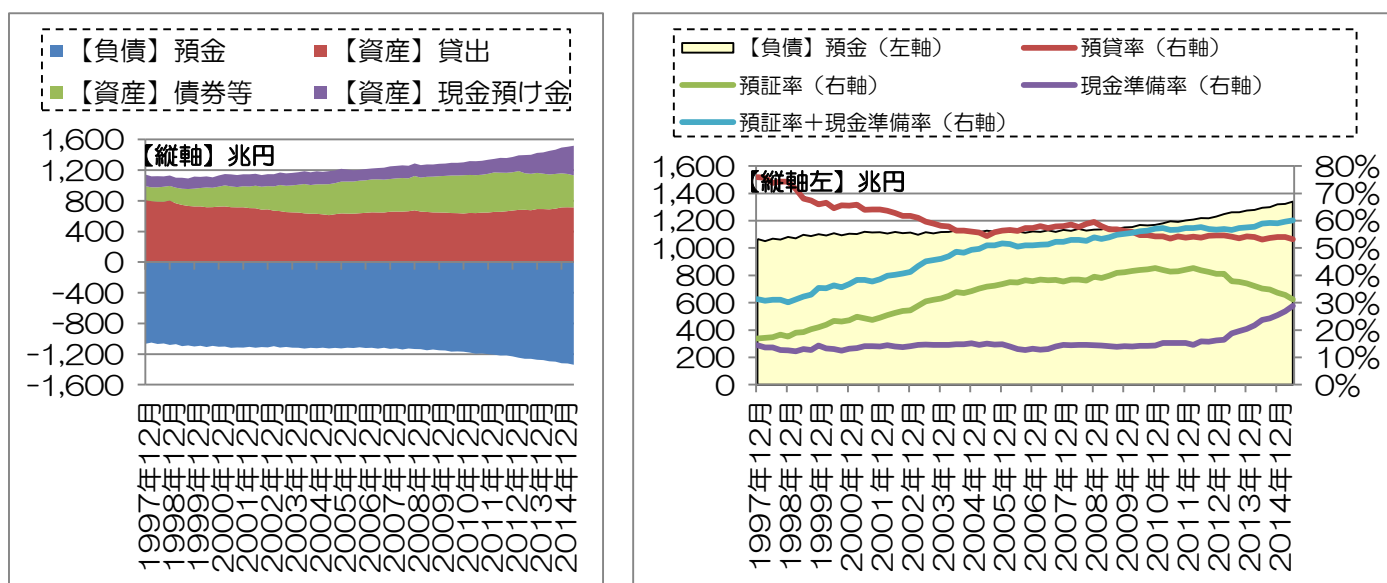 【負債】預金
【資産】貸出
【資産】債券等
【資産】現金預け金
【縦軸】兆円
1,600
1,200
800
400
0
-400
-800
-1,200
-1,600
1997年12月
1998年12月
1999年12月
2000年12月
2001年12月
2002年12月
2003年12月
2004年12月
2005年12月
2006年12月
2007年12月
2008年12月
2009年12月
2010年12月
2011年12月
2012年12月
2013年12月
2014年12月
【負債】預金（左軸）
預貸率（右軸）
預証率（右軸）
現金準備率（右軸）
預証率＋現金準備率（右軸）
【縦軸左】兆円
1,600
1,400
1,200
1,000
800
600
400
200
0
80%
70%
60%
50%
40%
30%
20%
10%
0%
1997年12月
1998年12月
1999年12月
2000年12月
2001年12月
2002年12月
2003年12月
2004年12月
2005年12月
2006年12月
2007年12月
2008年12月
2009年12月
2010年12月
2011年12月
2012年12月
2013年12月
2014年12月